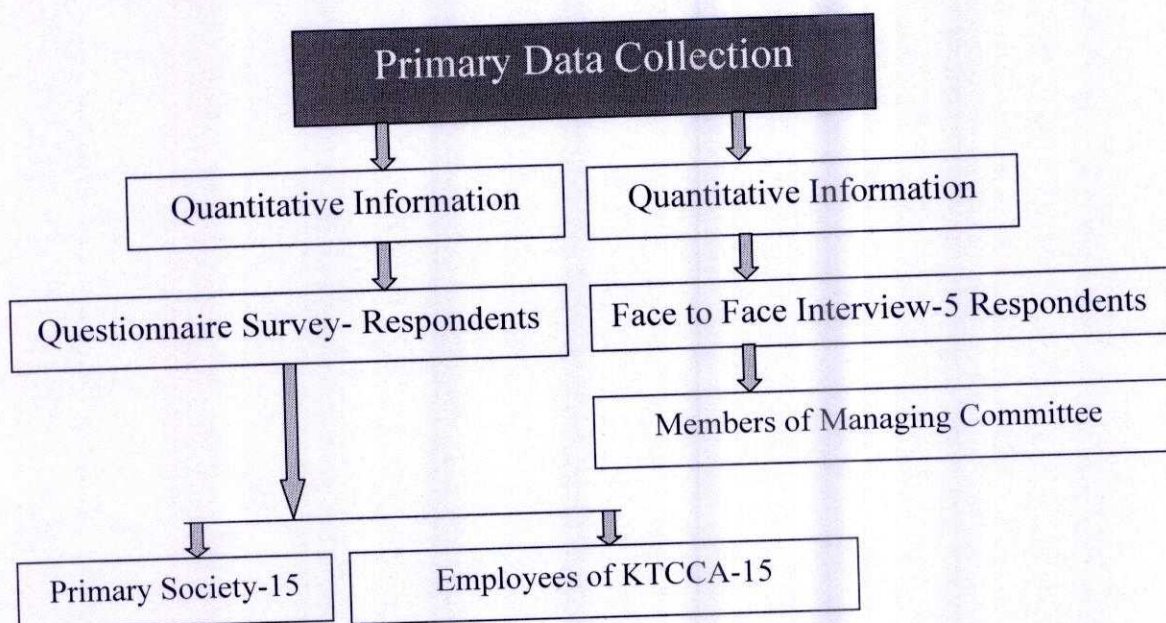 Primary Data Collection
Quantitative Information
Quantitative Information
Questionnaire Survey- Respondents
Face to Face Interview-5 Respondents
Members of Managing Committee
Primary Society-15
Employees of KTCCA-15